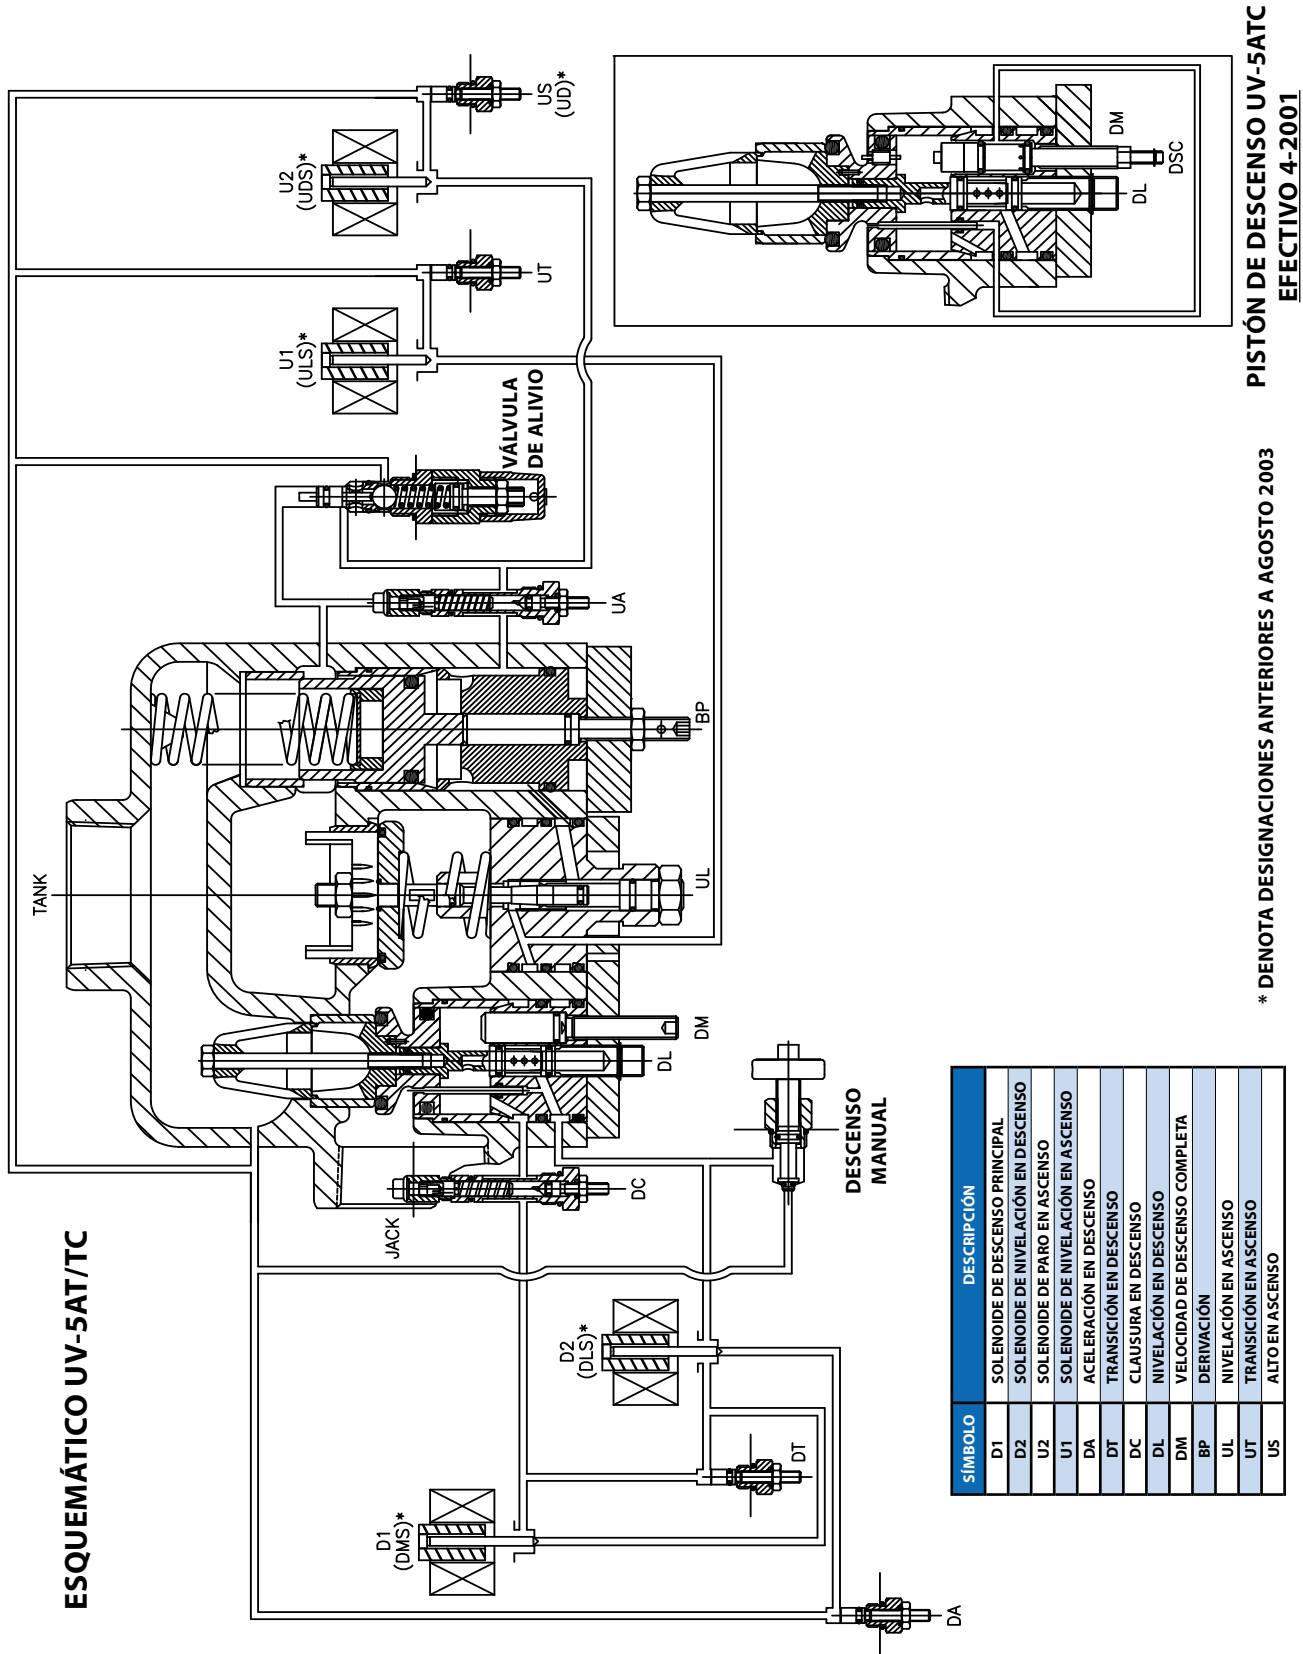 ESQUEMÁTICO UV-5AT/TC
TANK
JACK
U1
(ULS)*
U2
(UDS)*
UT
US
(UD)*
VÁLVULA
DE ALIVIO
UA
BP
UL
DM
DL
DC
DESCENSO
MANUAL
D2
(DLS)*
D1
(DMS)*
DT
DA
DM
DSC
DL
PISTÓN DE DESCENSO UV-5ATC
EFECTIVO 4-2001
SÍMBOLO DESCRIPCIÓN
D1 SOLENOIDE DE DESCENSO PRINCIPAL
D2 SOLENOIDE DE NIVELACIÓN EN DESCENSO
U2 SOLENOIDE DE PARO EN ASCENSO
U1 SOLENOIDE DE NIVELACIÓN EN ASCENSO
DA ACELERACIÓN EN DESCENSO
DT TRANSICIÓN EN DESCENSO
DC CLAUSURA EN DESCENSO
DL NIVELACIÓN EN DESCENSO
DM VELOCIDAD DE DESCENSO COMPLETA
BP DERIVACIÓN
UL NIVELACIÓN EN ASCENSO
UT TRANSICIÓN EN ASCENSO
US ALTO EN ASCENSO
* DENOTA DESIGNACIONES ANTERIORES A AGOSTO 2003